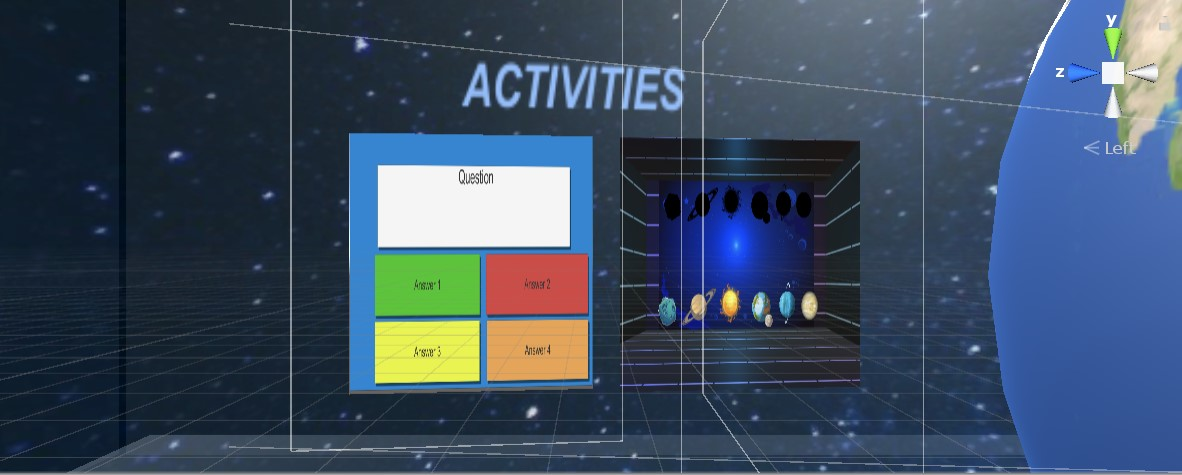 ACTIVITIES
Question
Answer 1
Answer 2
Answer 3
Answer 4
y
z
Left